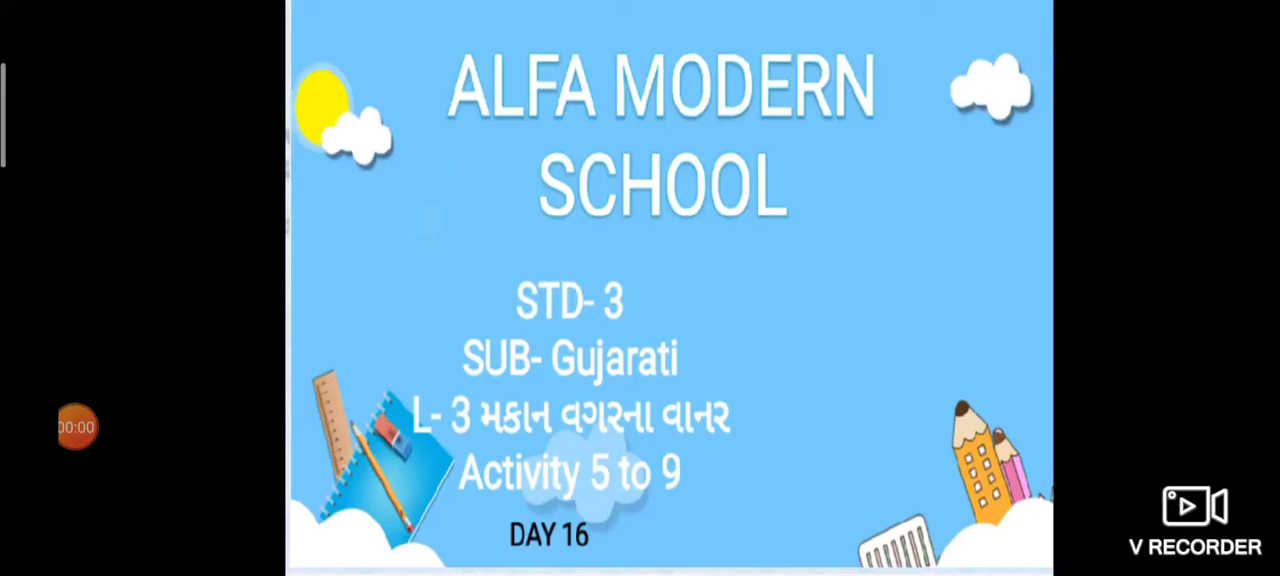 ALFA MODERN
SCHOOL
STD- 3
SUB- Gujarati
L- 3 મકાન વગરના વાનર
Activity 5 to 9
DAY 16
00:00
V RECORDER